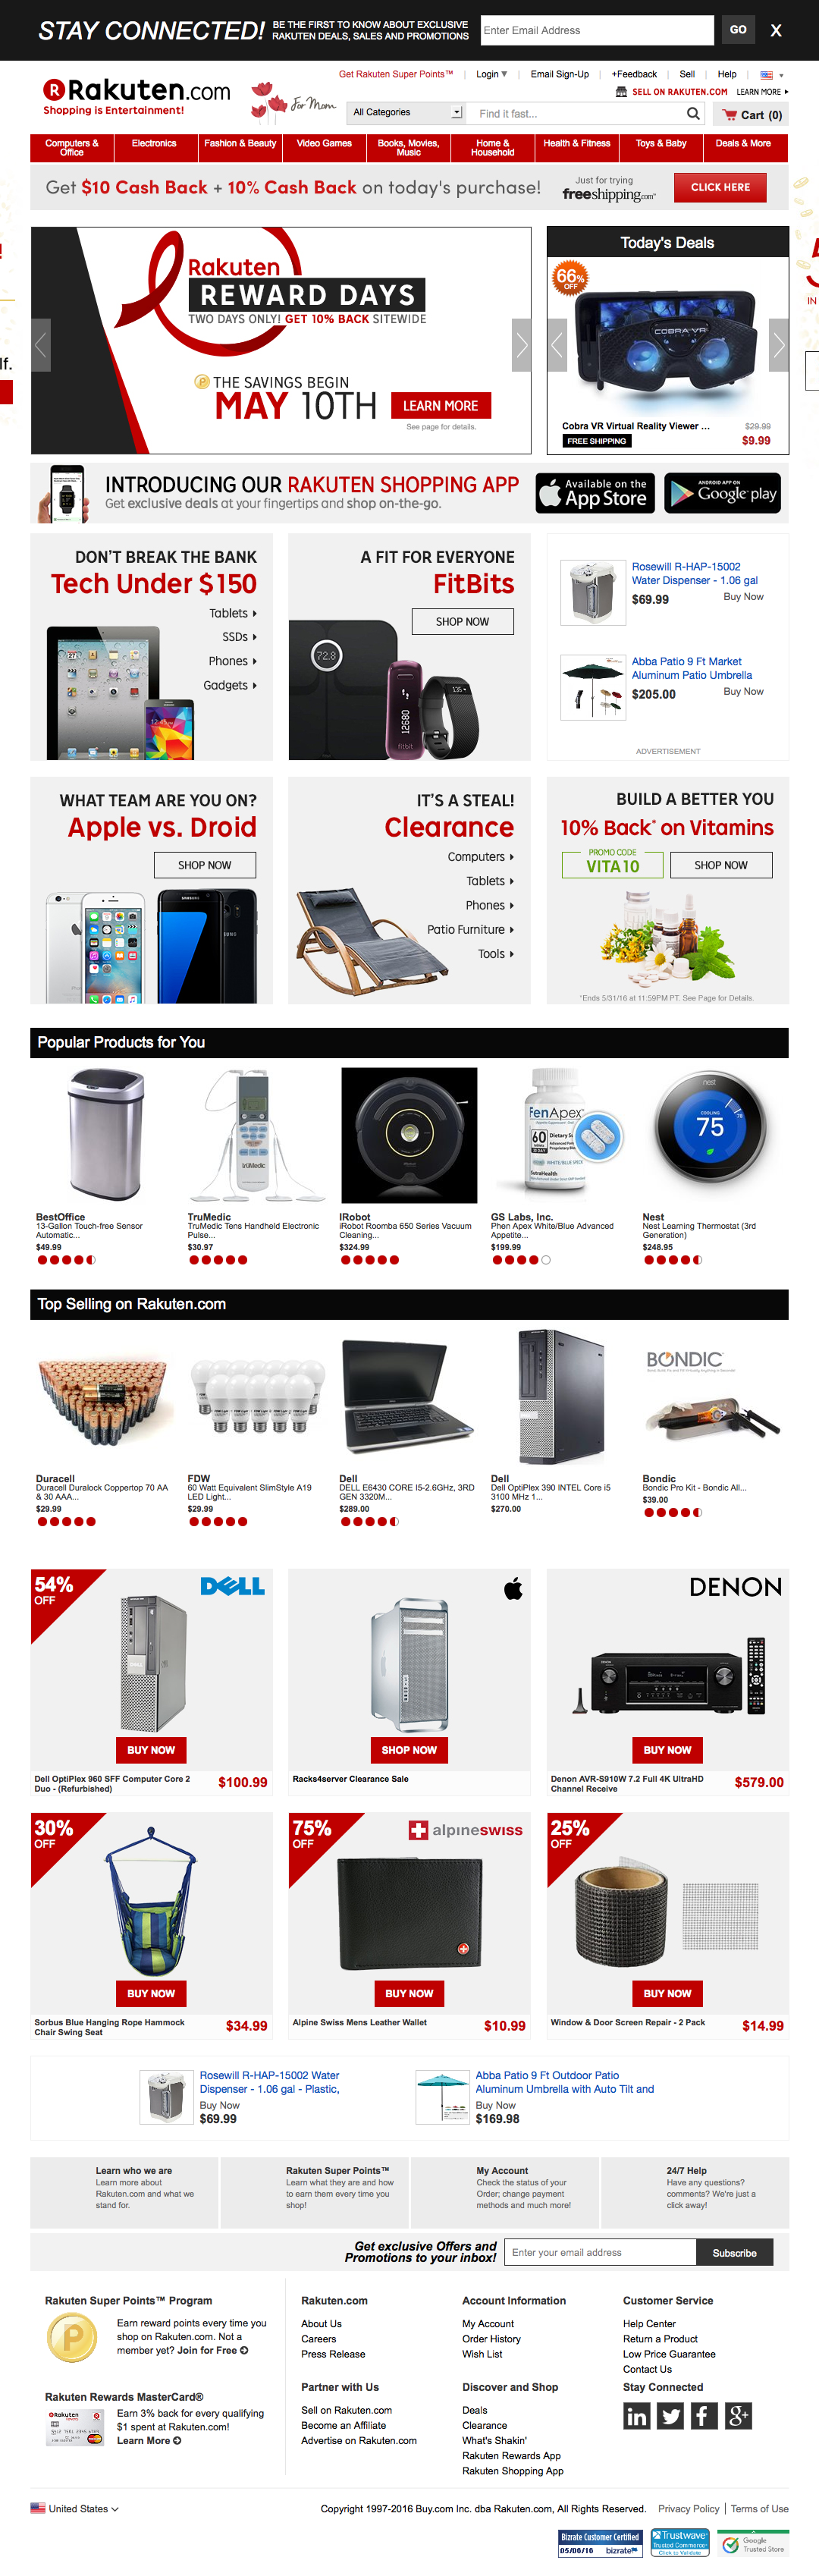 STAY CONNECTED!
BE THE FIRST TO KNOW ABOUT EXCLUSIVE
RAKUTEN DEALS, SALES AND PROMOTIONS
Enter Email Address
GO
X
Get Rakuten Super Points™
Login
Email Sign-Up
+Feedback
Sell
Help
Rakuten.com
Shopping is Entertainment!
For Mom
SELL ON RAKUTEN.COM
LEARN MORE
All Categories
Find it fast...
Cart (0)
Computers &
Office
Electronics
Fashion & Beauty
Video Games
Books, Movies,
Music
Home &
Household
Health & Fitness
Toys & Baby
Deals & More
Get $10 Cash Back + 10% Cash Back on today's purchase!
Just for trying
freeshipping.com
CLICK HERE
Rakuten
REWARD DAYS
TWO DAYS ONLY! GET 10% BACK SITEWIDE
THE SAVINGS BEGIN
MAY 10TH
LEARN MORE
See page for details.
Today's Deals
66%
OFF
COBRA VR
Cobra VR Virtual Reality Viewer ...
$29.99
FREE SHIPPING
$9.99
lf.
IN
INTRODUCING OUR RAKUTEN SHOPPING APP
Get exclusive deals at your fingertips and shop on-the-go.
Available on the
App Store
ANDROID APP ON
Google play
DON'T BREAK THE BANK
Tech Under $150
Tablets
SSDs
Phones
Gadgets
A FIT FOR EVERYONE
FitBits
SHOP NOW
72.8
12680
fitbit
135
Rosewill R-HAP-15002
Water Dispenser - 1.06 gal
$69.99
Buy Now
Abba Patio 9 Ft Market
Aluminum Patio Umbrella
$205.00
Buy Now
ADVERTISEMENT
WHAT TEAM ARE YOU ON?
Apple vs. Droid
SHOP NOW
SAMSUNG
IT'S A STEAL!
Clearance
Computers
Tablets
Phones
Patio Furniture
Tools
BUILD A BETTER YOU
10% Back* on Vitamins
PROMO CODE
VITA10
SHOP NOW
*Ends 5/31/16 at 11:59PM PT. See Page for Details.
Popular Products for You
truMedic
FenApex
60
Dietary
WHITE/BLUE SPECK
SutraHealth
nest
COOLING
75
BestOffice
13-Gallon Touch-free Sensor
Automatic...
$49.99
TruMedic
TruMedic Tens Handheld Electronic
Pulse...
$30.97
IRobot
iRobot Roomba 650 Series Vacuum
Cleaning...
$324.99
GS Labs, Inc.
Phen Apex White/Blue Advanced
Appetite...
$199.99
Nest
Nest Learning Thermostat (3rd
Generation)
$248.95
Top Selling on Rakuten.com
BONDIC
Duracell
Duracell Duralock Coppertop 70 AA
& 30 AAA...
$29.99
FDW
60 Watt Equivalent SlimStyle A19
LED Light...
$29.99
Dell
DELL E6430 CORE I5-2.6GHz, 3RD
GEN 3320M...
$289.00
Dell
Dell OptiPlex 390 INTEL Core i5
3100 MHz 1...
$270.00
Bondic
Bondic Pro Kit - Bondic All...
$39.00
54%
OFF
DELL
BUY NOW
Dell OptiPlex 960 SFF Computer Core 2
Duo - (Refurbished)
$100.99
SHOP NOW
Racks4server Clearance Sale
DENON
BUY NOW
Denon AVR-S910W 7.2 Full 4K UltraHD
Channel Receive
$579.00
30%
OFF
BUY NOW
Sorbus Blue Hanging Rope Hammock
Chair Swing Seat
$34.99
75%
OFF
alpineswiss
BUY NOW
Alpine Swiss Mens Leather Wallet
$10.99
25%
OFF
BUY NOW
Window & Door Screen Repair - 2 Pack
$14.99
Rosewill R-HAP-15002 Water
Dispenser - 1.06 gal - Plastic,
Buy Now
$69.99
Abba Patio 9 Ft Outdoor Patio
Aluminum Umbrella with Auto Tilt and
Buy Now
$169.98
Learn who we are
Learn more about
Rakuten.com and what we
stand for.
Rakuten Super Points™
Learn what they are and how
to earn them every time you
shop!
My Account
Check the status of your
Order; change payment
methods and much more!
24/7 Help
Have any questions?
comments? We're just a
click away!
Get exclusive Offers and
Promotions to your inbox!
Enter your email address
Subscribe
Rakuten Super Points™ Program
Earn reward points every time you
shop on Rakuten.com. Not a
member yet? Join for Free
Rakuten Rewards MasterCard®
Earn 3% back for every qualifying
$1 spent at Rakuten.com!
Learn More
Rakuten.com
About Us
Careers
Press Release
Partner with Us
Sell on Rakuten.com
Become an Affiliate
Advertise on Rakuten.com
Account Information
My Account
Order History
Wish List
Discover and Shop
Deals
Clearance
What's Shakin'
Rakuten Rewards App
Rakuten Shopping App
Customer Service
Help Center
Return a Product
Low Price Guarantee
Contact Us
Stay Connected
United States
Copyright 1997-2016 Buy.com Inc. dba Rakuten.com, All Rights Reserved.
Privacy Policy
Terms of Use
Bizrate Customer Certified
05/06/16
bizrate
Trustwave
Trusted Commerce
Click to Validate
Google
Trusted Store